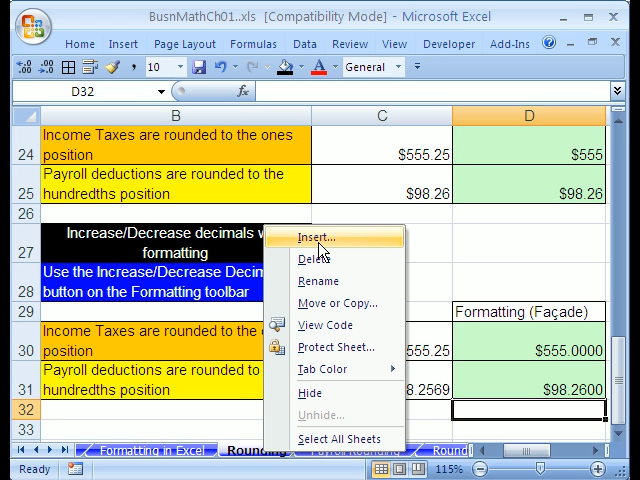 BusnMathCh01..xls [Compatibility Mode] - Microsoft Excel
Home Insert Page Layout Formulas Data Review View Developer Add-Ins
10 General
D32 fx
B C D
24 Income Taxes are rounded to the ones position $555.25 $555
25 Payroll deductions are rounded to the hundredths position $98.26 $98.26
26
27 Increase/Decrease decimals formatting
28 Use the Increase/Decrease button on the Formatting toolbar
29 Formatting (Façade)
30 Income Taxes are rounded to the position 555.25 $555.0000
31 Payroll deductions are rounded to hundredths position 8.2569 $98.2600
32
33
Insert...
Delete
Rename
Move or Copy...
View Code
Protect Sheet...
Tab Color
Hide
Unhide...
Select All Sheets
Formatting in Excel Rounding Round
Ready 115%